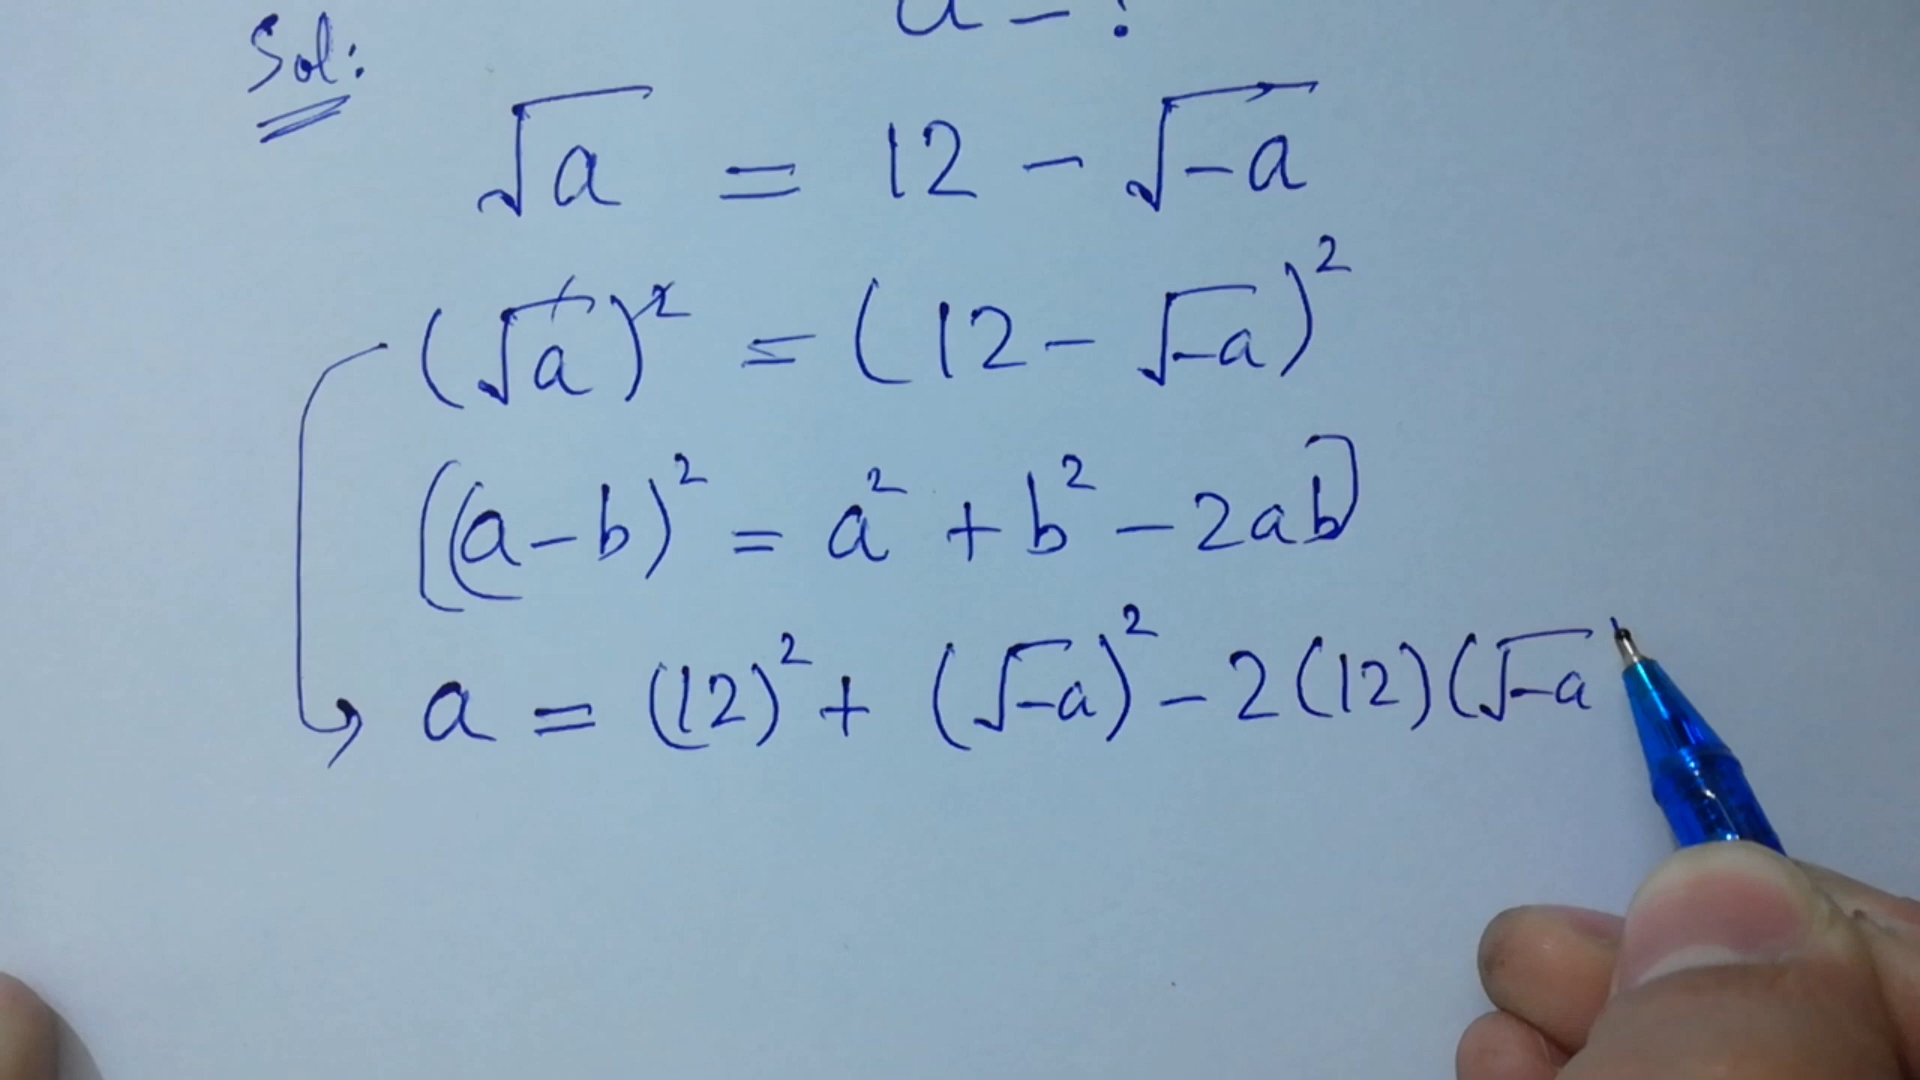 a = ?
Sol:
√a = 12 - √-a
(√a)² = (12 - √-a)²
((a-b)² = a² + b² - 2ab)
a = (12)² + (√-a)² - 2(12)(√-a